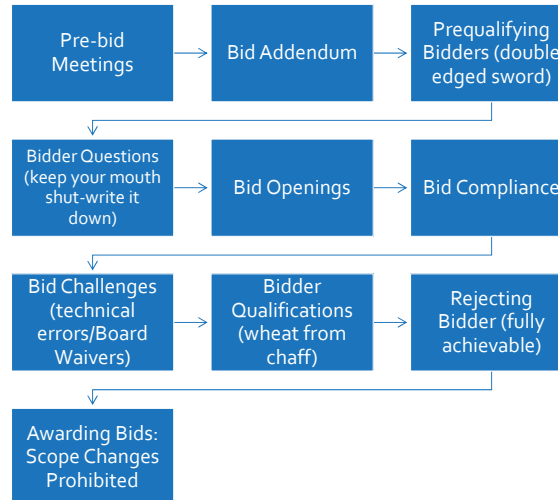 Pre-bid
Meetings
Bid Addendum
Prequalifying
Bidders (double
edged sword)
Bidder Questions
(keep your mouth
shut-write it
down)
Bid Openings
Bid Compliance
Bid Challenges
(technical
errors/Board
Waivers)
Bidder
Qualifications
(wheat from
chaff)
Rejecting
Bidder (fully
achievable)
Awarding Bids:
Scope Changes
Prohibited